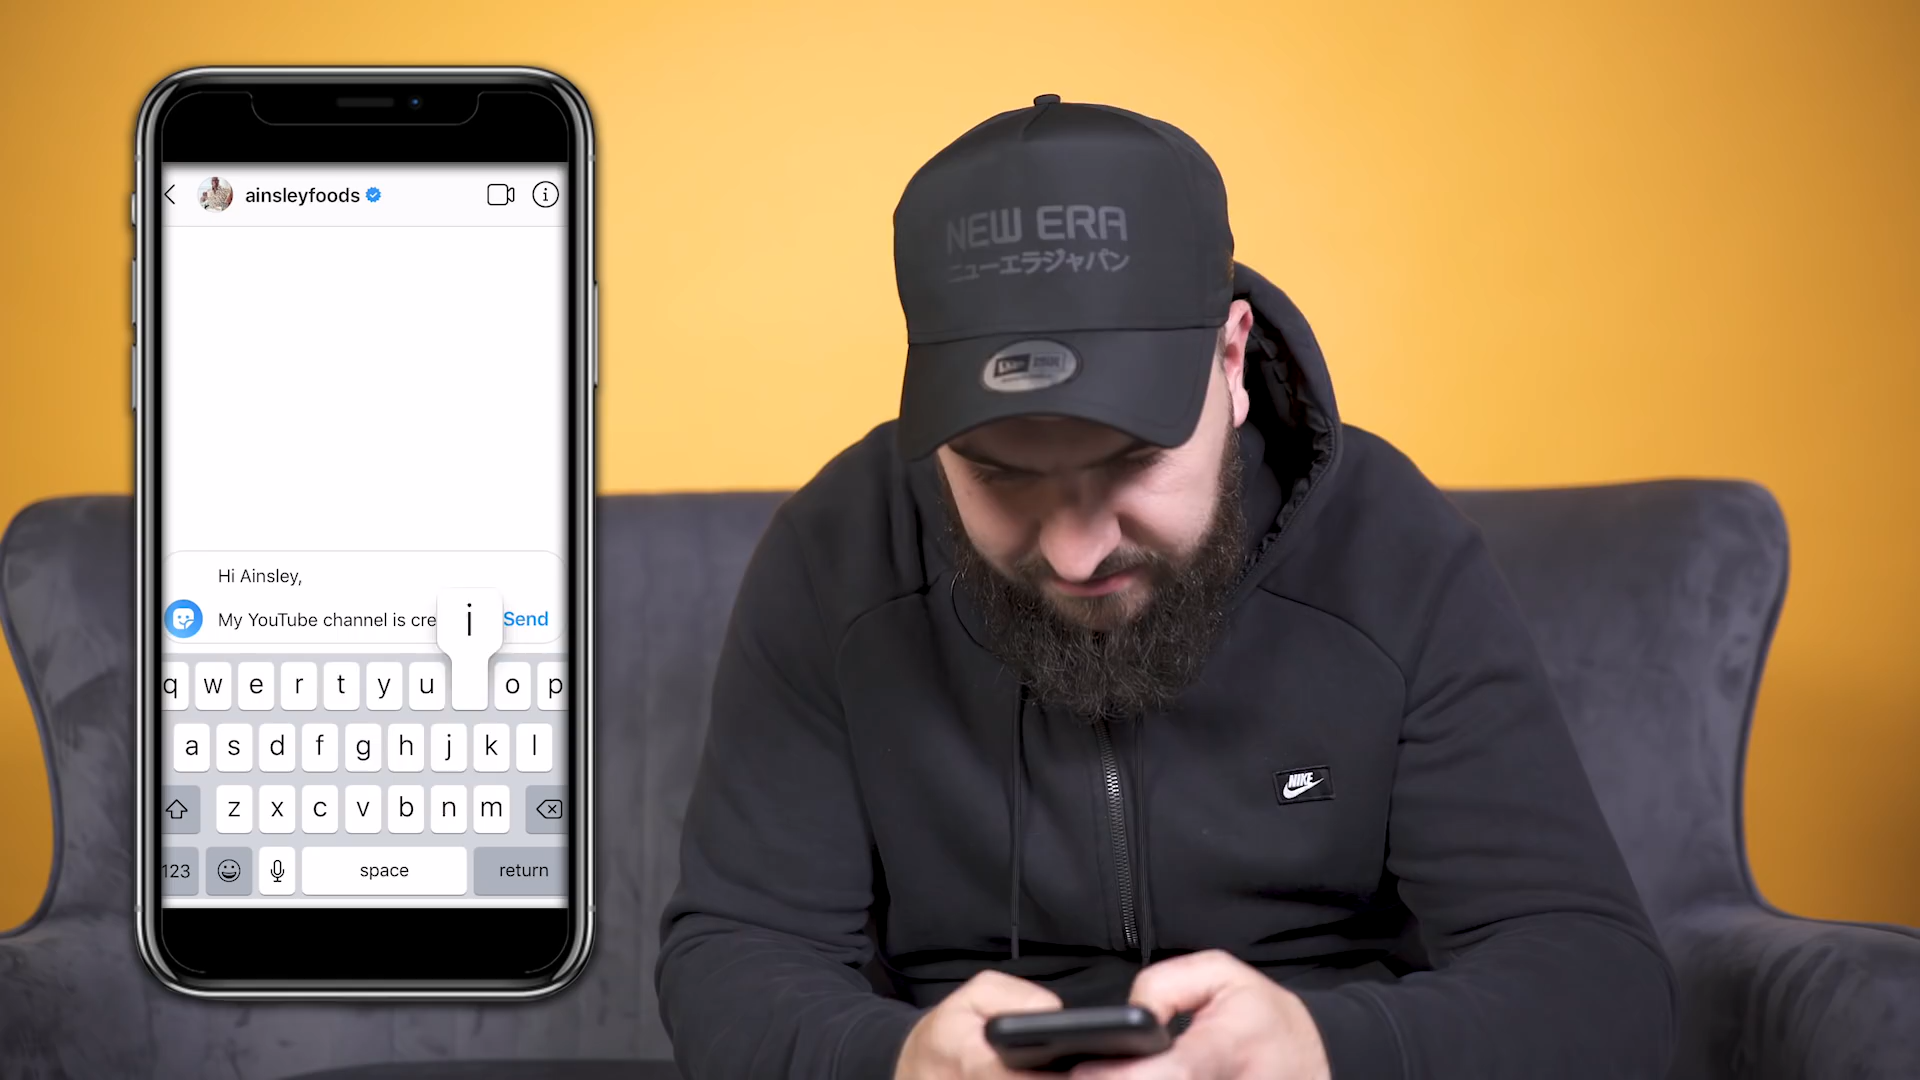 ainsleyfoods
Hi Ainsley,
My YouTube channel is cre
i
Send
q w e r t y u o p
a s d f g h j k l
z x c v b n m
123 space return
NEW ERA
ニューエラジャパン
NIKE